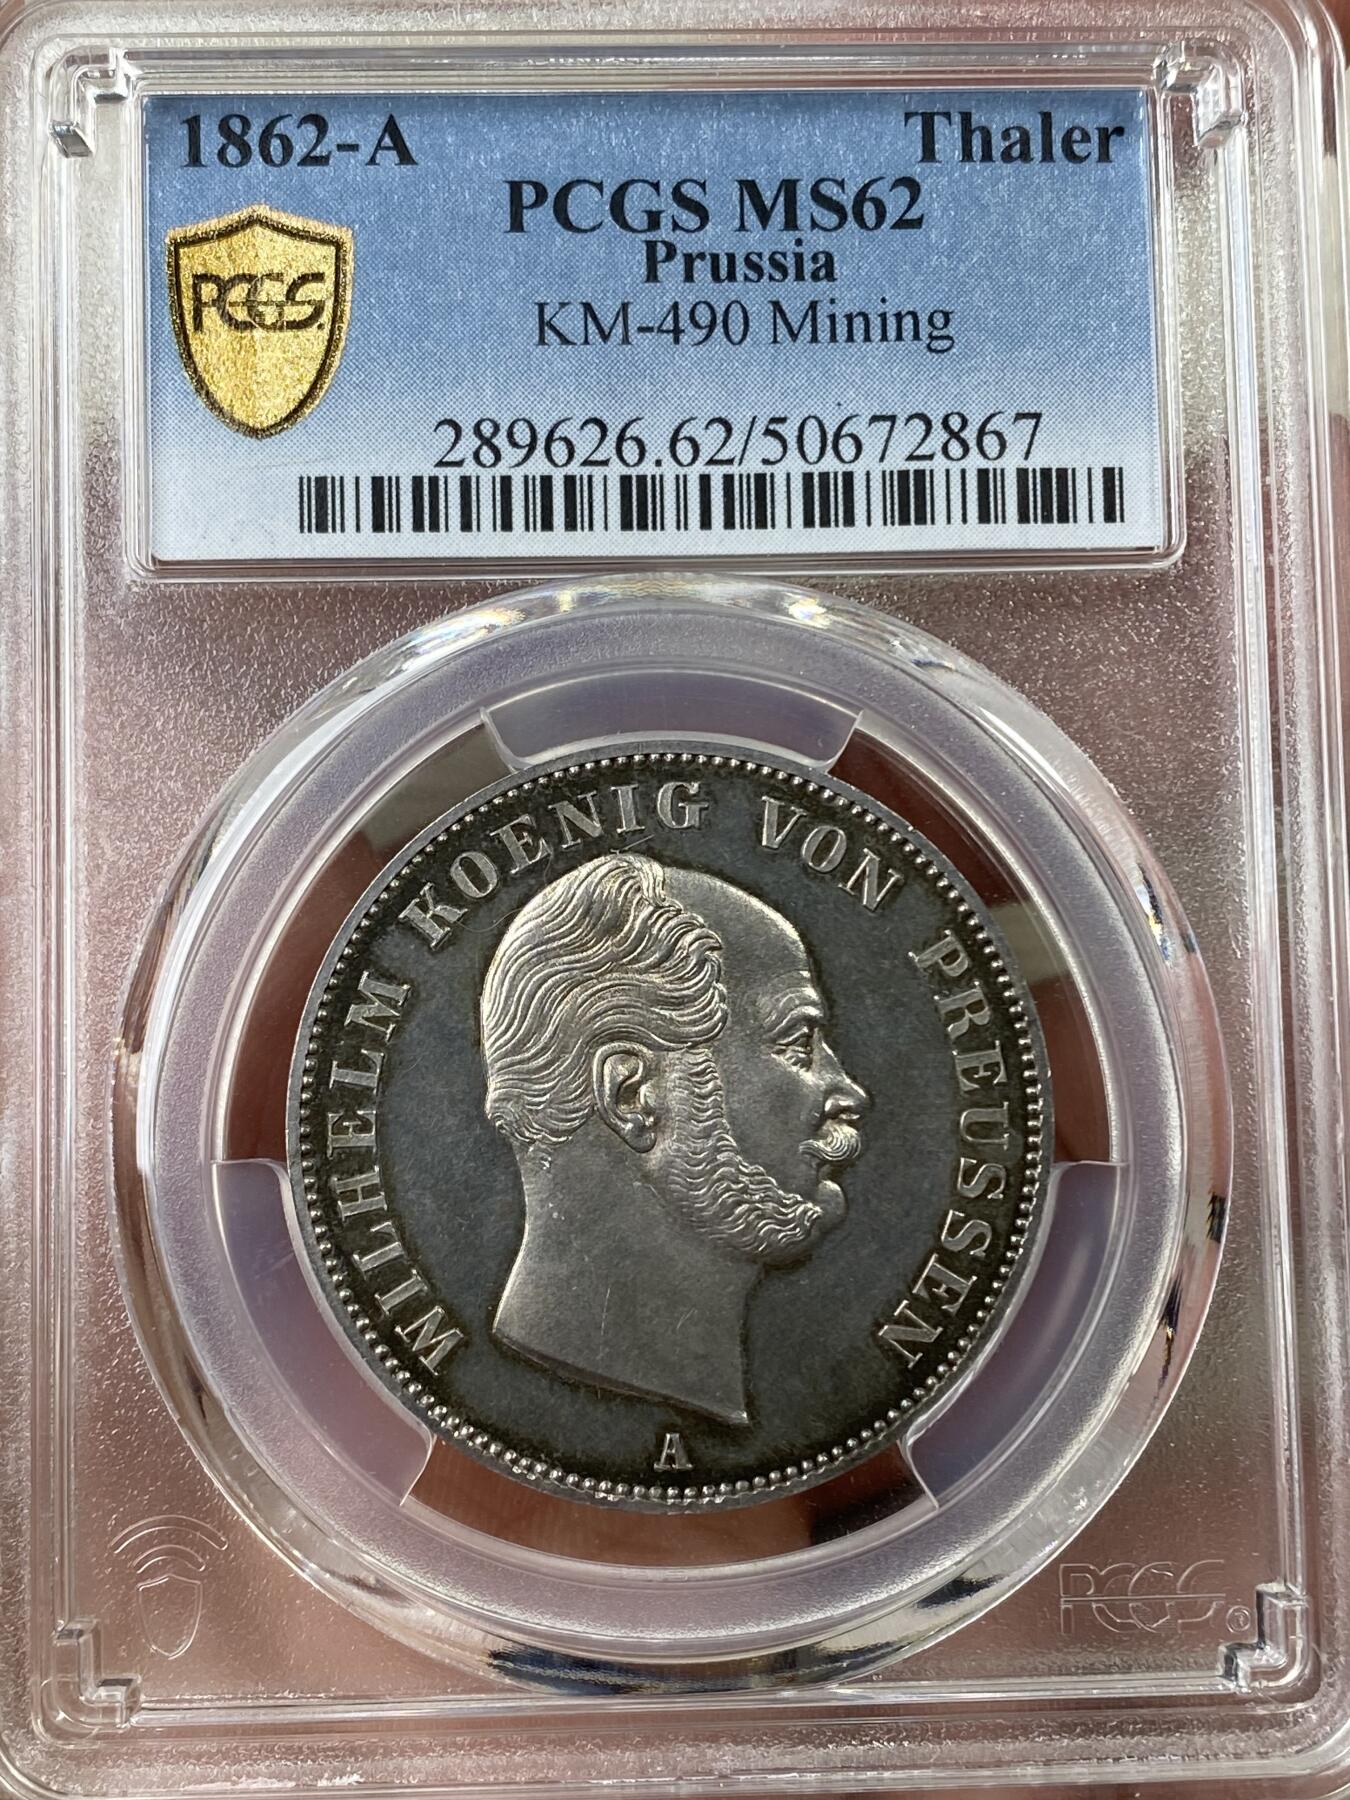 1862-A Thaler
PCGS MS62
Prussia
PCGS
KM-490 Mining
289626.62/50672867
WILHELM KOENIG VON PREUSSEN
A
PCGS®